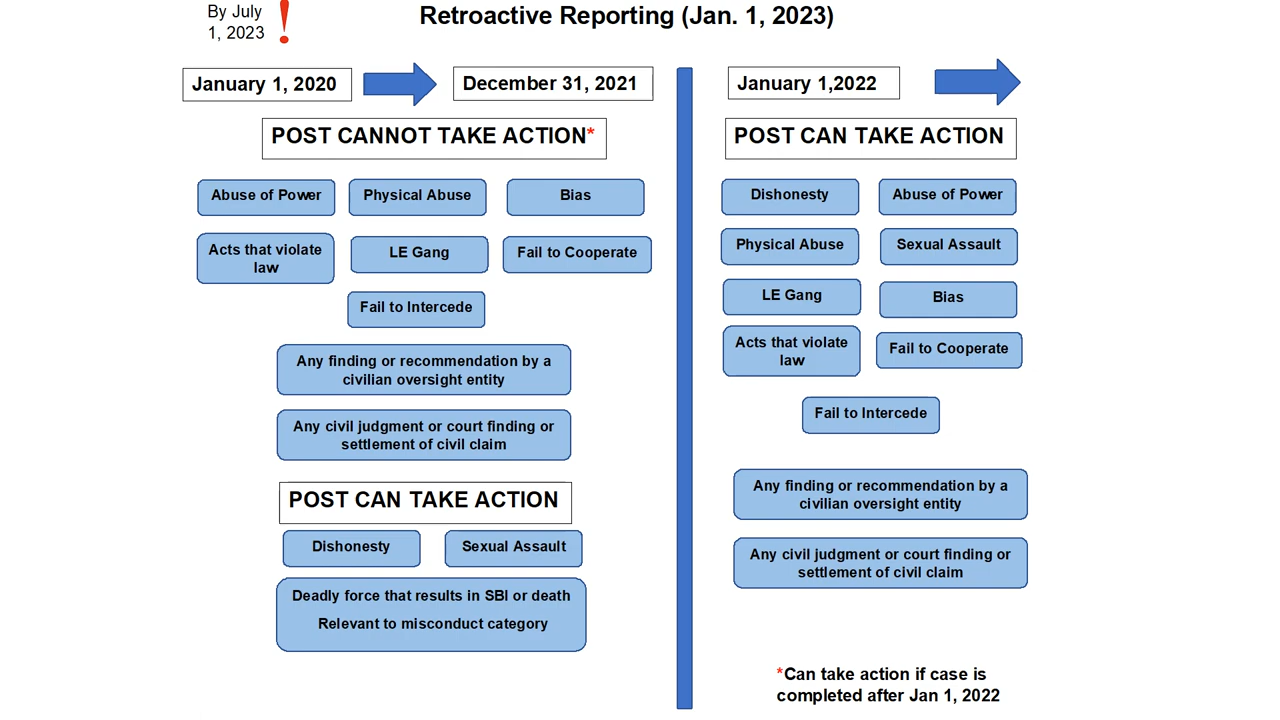 By July
1, 2023
Retroactive Reporting (Jan. 1, 2023)
January 1, 2020
December 31, 2021
POST CANNOT TAKE ACTION*
Abuse of Power
Physical Abuse
Bias
Acts that violate
law
LE Gang
Fail to Cooperate
Fail to Intercede
Any finding or recommendation by a
civilian oversight entity
Any civil judgment or court finding or
settlement of civil claim
POST CAN TAKE ACTION
Dishonesty
Sexual Assault
Deadly force that results in SBI or death
Relevant to misconduct category
January 1,2022
POST CAN TAKE ACTION
Dishonesty
Abuse of Power
Physical Abuse
Sexual Assault
LE Gang
Bias
Acts that violate
law
Fail to Cooperate
Fail to Intercede
Any finding or recommendation by a
civilian oversight entity
Any civil judgment or court finding or
settlement of civil claim
*Can take action if case is
completed after Jan 1, 2022